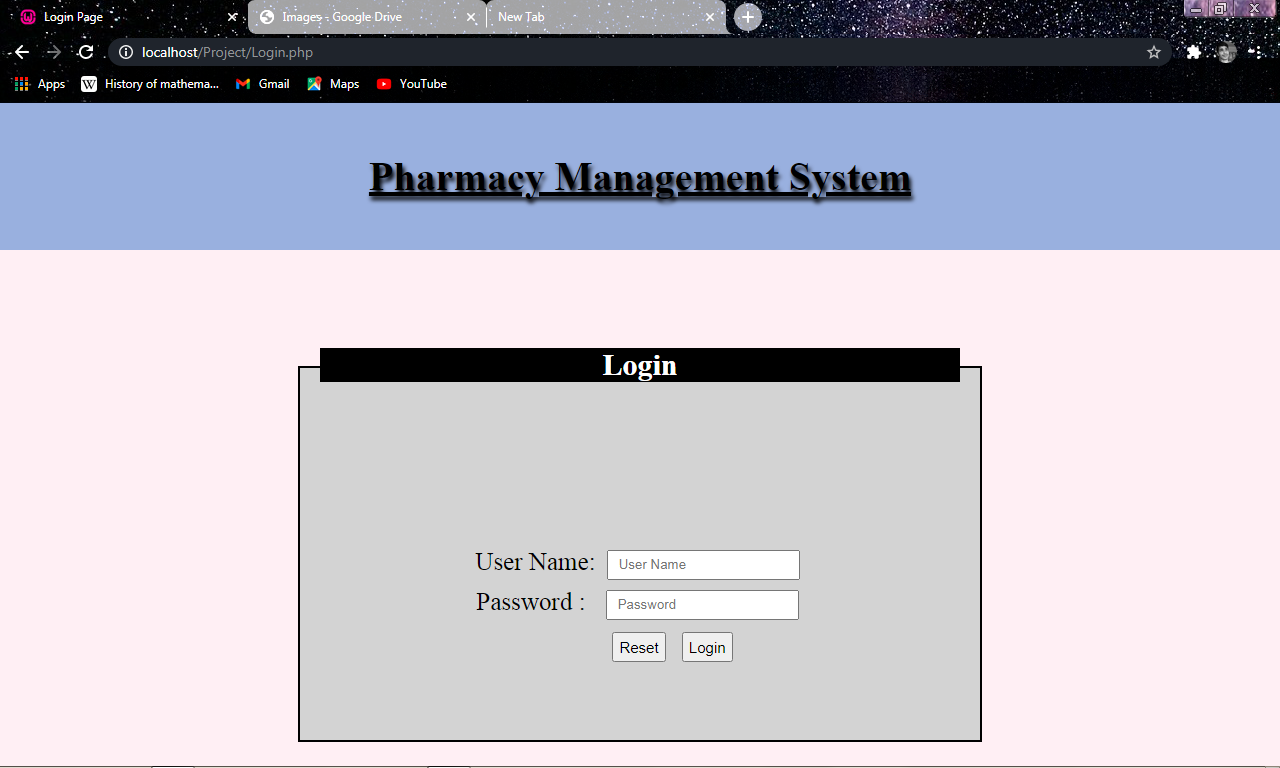 Login Page
Images - Google Drive
New Tab
localhost/Project/Login.php
Apps
W History of mathema...
Gmail
Maps
YouTube
Pharmacy Management System
Login
User Name: User Name
Password : Password
Reset Login